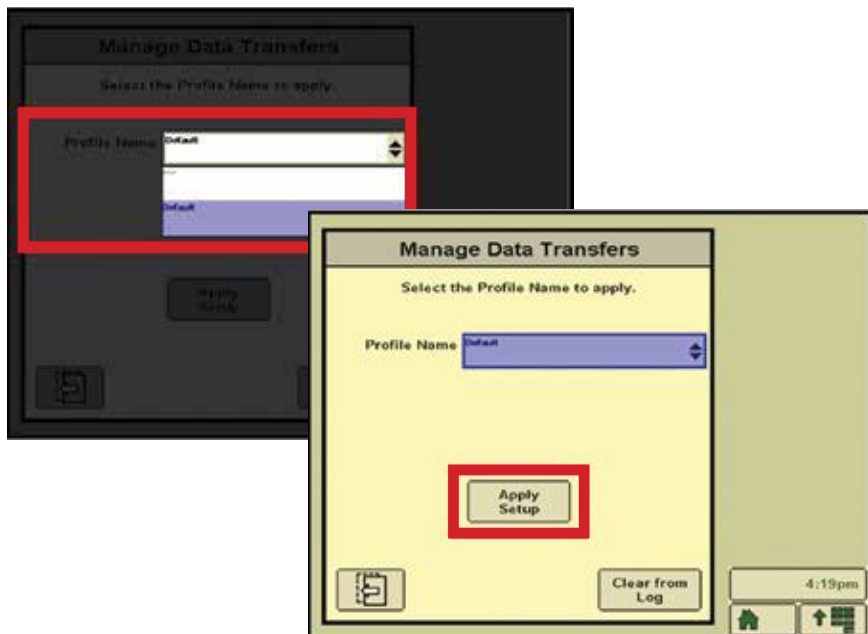 Manage Data Transfers
Select the Profile Name to apply.
Profile Name
Default
---
Default
Apply
Setup
Manage Data Transfers
Select the Profile Name to apply.
Profile Name
Default
Apply
Setup
Clear from
Log
4:19pm